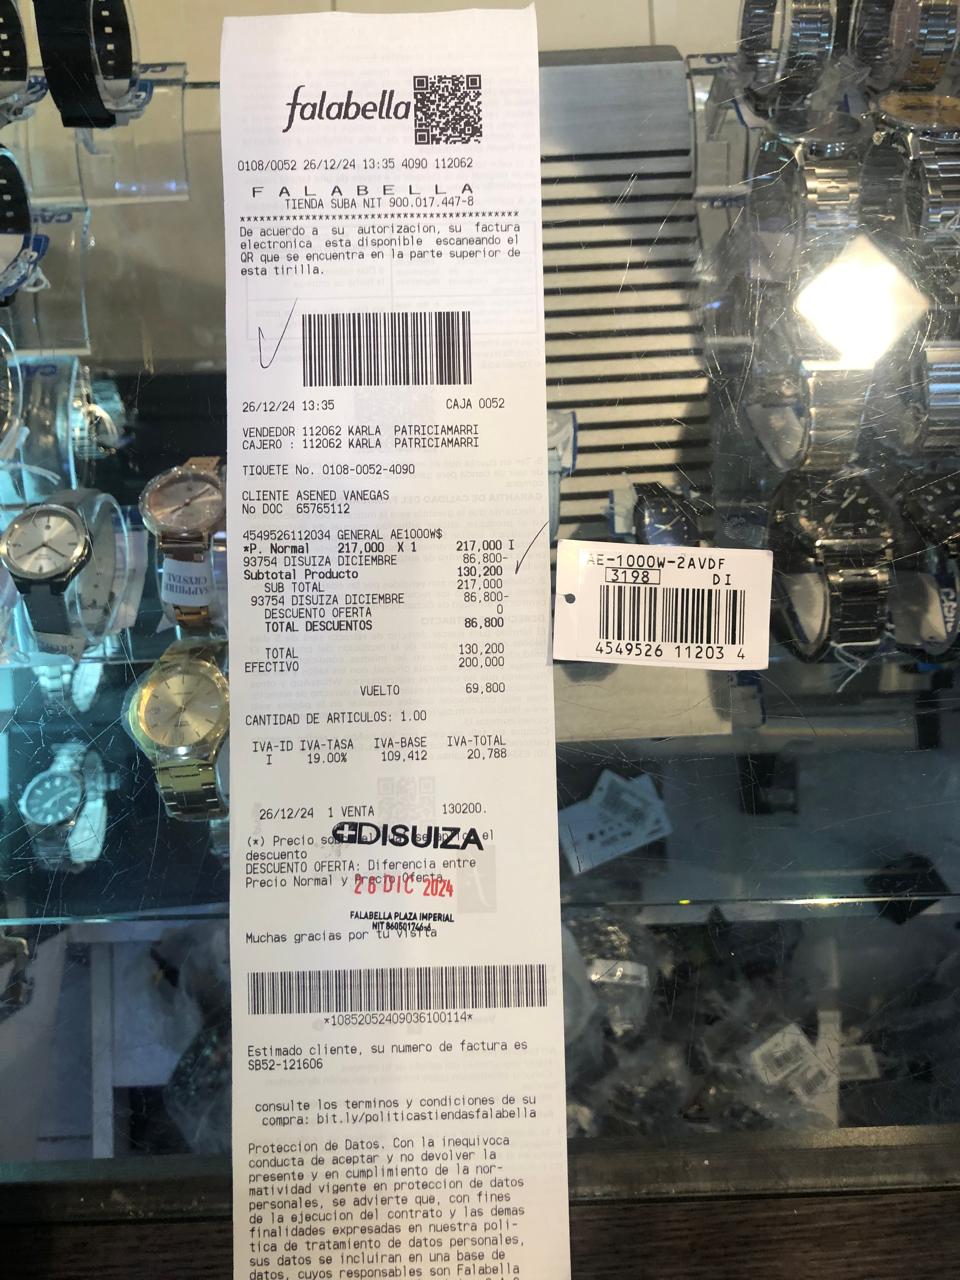 falabella
0108/0052 26/12/24 13:35 4090 112062
F A L A B E L L A
TIENDA SUBA NIT 900.017.447-8
**************************************************
De acuerdo a su autorizacion, su factura
electronica esta disponible escaneando el
QR que se encuentra en la parte superior de
esta tirilla.
26/12/24 13:35 CAJA 0052
VENDEDOR 112062 KARLA PATRICIAMARRI
CAJERO : 112062 KARLA PATRICIAMARRI
TIQUETE No. 0108-0052-4090
CLIENTE ASENED VANEGAS
No DOC 65765112
4549526112034 GENERAL AE1000W$
*P. Normal 217,000 X 1 217,000 I
93754 DISUIZA DICIEMBRE 86,800-
Subtotal Producto 130,200
SUB TOTAL 217,000
93754 DISUIZA DICIEMBRE 86,800-
DESCUENTO OFERTA 0
TOTAL DESCUENTOS 86,800
TOTAL 130,200
EFECTIVO 200,000
VUELTO 69,800
CANTIDAD DE ARTICULOS: 1.00
IVA-ID IVA-TASA IVA-BASE IVA-TOTAL
I 19.00% 109,412 20,788
26/12/24 1 VENTA 130200.
(*) Precio el
DISUIZA
descuento
DESCUENTO OFERTA: Diferencia entre
Precio Normal y Precio Oferta
26 DIC 2024
FALABELLA PLAZA IMPERIAL
NIT
Muchas gracias por tu visita
*10852052409036100114*
Estimado cliente, su numero de factura es
SB52-121606
consulte los terminos y condiciones de su
compra: bit.ly/politicastiendasfalabella
Proteccion de Datos. Con la inequivoca
conducta de aceptar y no devolver la
presente y en cumplimiento de la nor-
matividad vigente en proteccion de datos
personales, se advierte que, con fines
de la ejecucion del contrato y las demas
finalidades expresadas en nuestra poli-
tica de tratamiento de datos personales,
sus datos se incluiran en una base de
datos, cuyos responsables son Falabella
AE-1000W-2AVDF
3198 DI
4549526 11203 4
SAPPHIRE
CRYSTAL